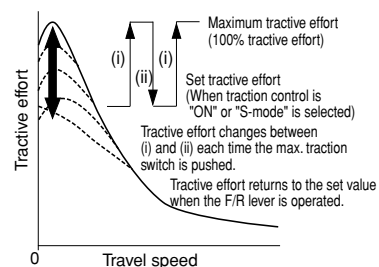 Maximum tractive effort
(100% tractive effort)
(i)
(ii)
(i)
Set tractive effort
(When traction control is
"ON" or "S-mode" is selected)
Tractive effort changes between
(i) and (ii) each time the max. traction
switch is pushed.
Tractive effort returns to the set value
when the F/R lever is operated.
Tractive effort
0
Travel speed